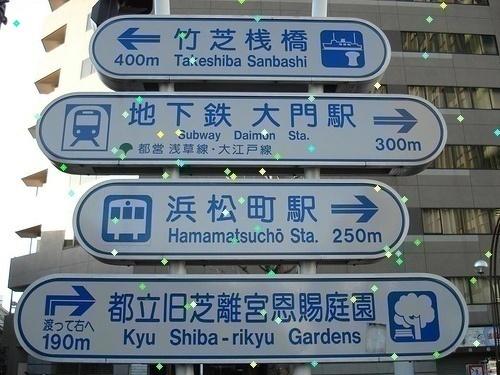 竹芝桟橋
400m Takeshiba Sanbashi
地下鉄 大門駅
Subway Daimon Sta.
都営 浅草線・大江戸線
300m
浜松町駅
Hamamatsuchō Sta. 250m
都立旧芝離宮恩賜庭園
渡って右へ
190m
Kyu Shiba-rikyu Gardens